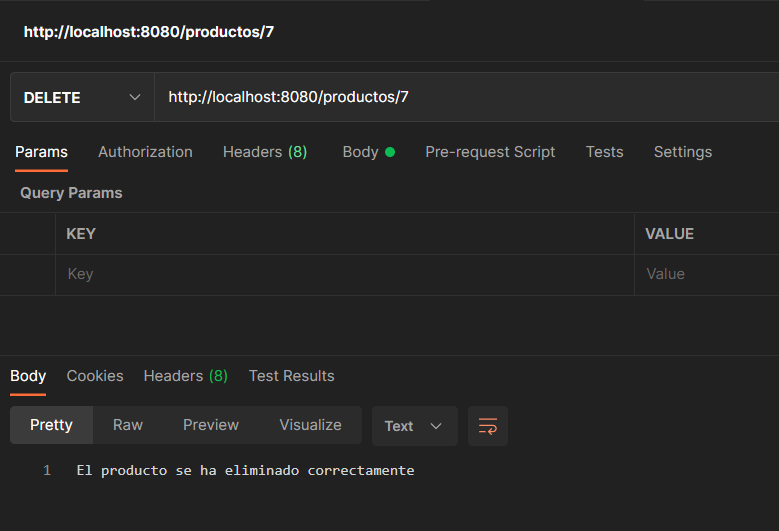 http://localhost:8080/productos/7
DELETE http://localhost:8080/productos/7
Params Authorization Headers (8) Body Pre-request Script Tests Settings
Query Params
KEY VALUE
Key Value
Body Cookies Headers (8) Test Results
Pretty Raw Preview Visualize Text
1 El producto se ha eliminado correctamente